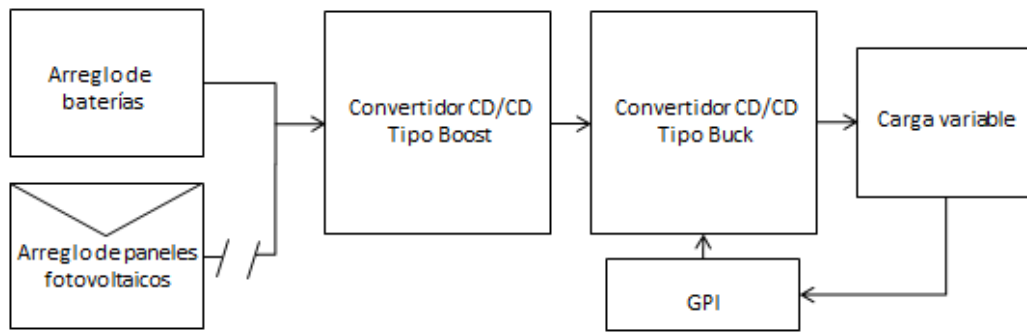 Arreglo de
baterías
Arreglo de paneles
fotovoltaicos
Convertidor CD/CD
Tipo Boost
Convertidor CD/CD
Tipo Buck
Carga variable
GPI